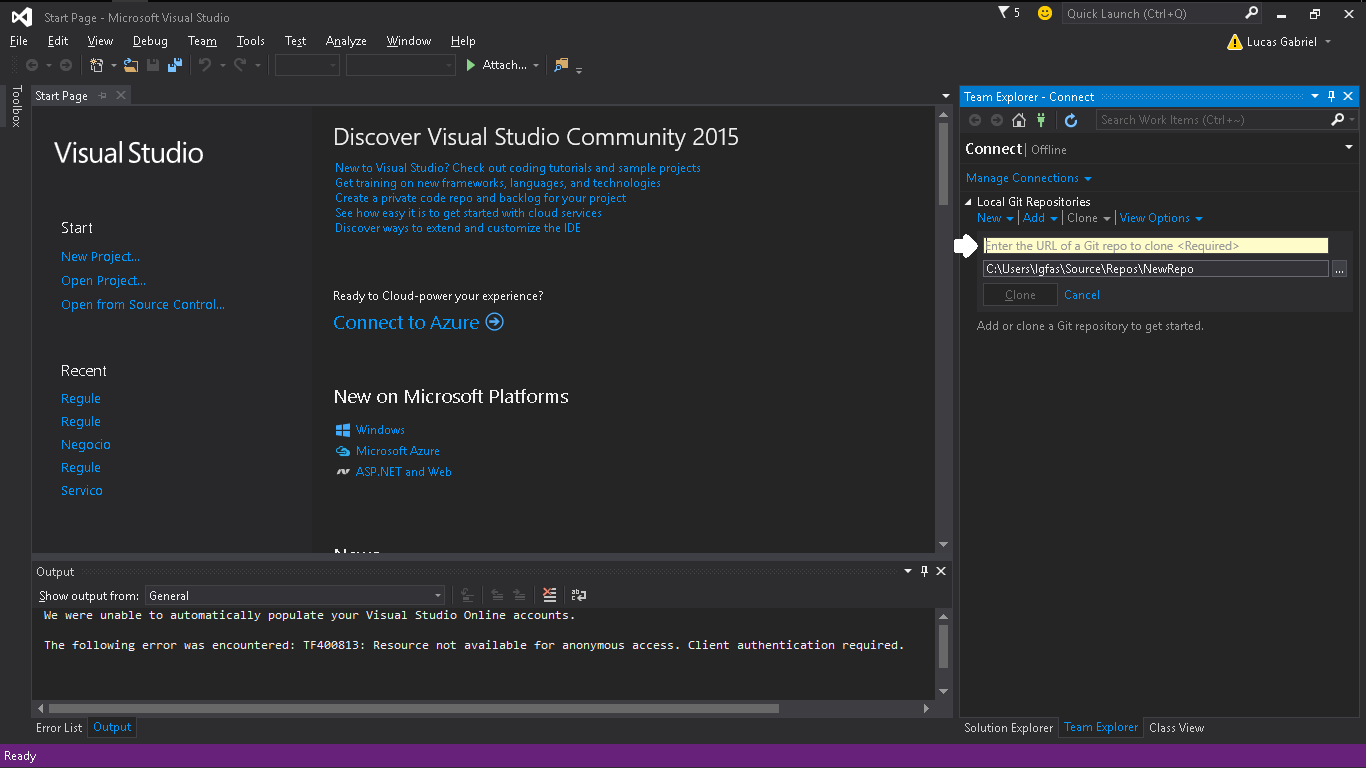 Start Page - Microsoft Visual Studio
5
Quick Launch (Ctrl+Q)
File Edit View Debug Team Tools Test Analyze Window Help
Lucas Gabriel
Attach...
Toolbox
Start Page
Visual Studio
Start
New Project...
Open Project...
Open from Source Control...
Recent
Regule
Regule
Negocio
Regule
Servico
Discover Visual Studio Community 2015
New to Visual Studio? Check out coding tutorials and sample projects
Get training on new frameworks, languages, and technologies
Create a private code repo and backlog for your project
See how easy it is to get started with cloud services
Discover ways to extend and customize the IDE
Ready to Cloud-power your experience?
Connect to Azure
New on Microsoft Platforms
Windows
Microsoft Azure
ASP.NET and Web
News
Team Explorer - Connect
Search Work Items (Ctrl+~)
Connect | Offline
Manage Connections
Local Git Repositories
New | Add | Clone | View Options
Enter the URL of a Git repo to clone <Required>
C:\Users\lgfas\Source\Repos\NewRepo
...
Clone Cancel
Add or clone a Git repository to get started.
Output
Show output from: General
We were unable to automatically populate your Visual Studio Online accounts.
The following error was encountered: TF400813: Resource not available for anonymous access. Client authentication required.
Error List Output
Solution Explorer Team Explorer Class View
Ready